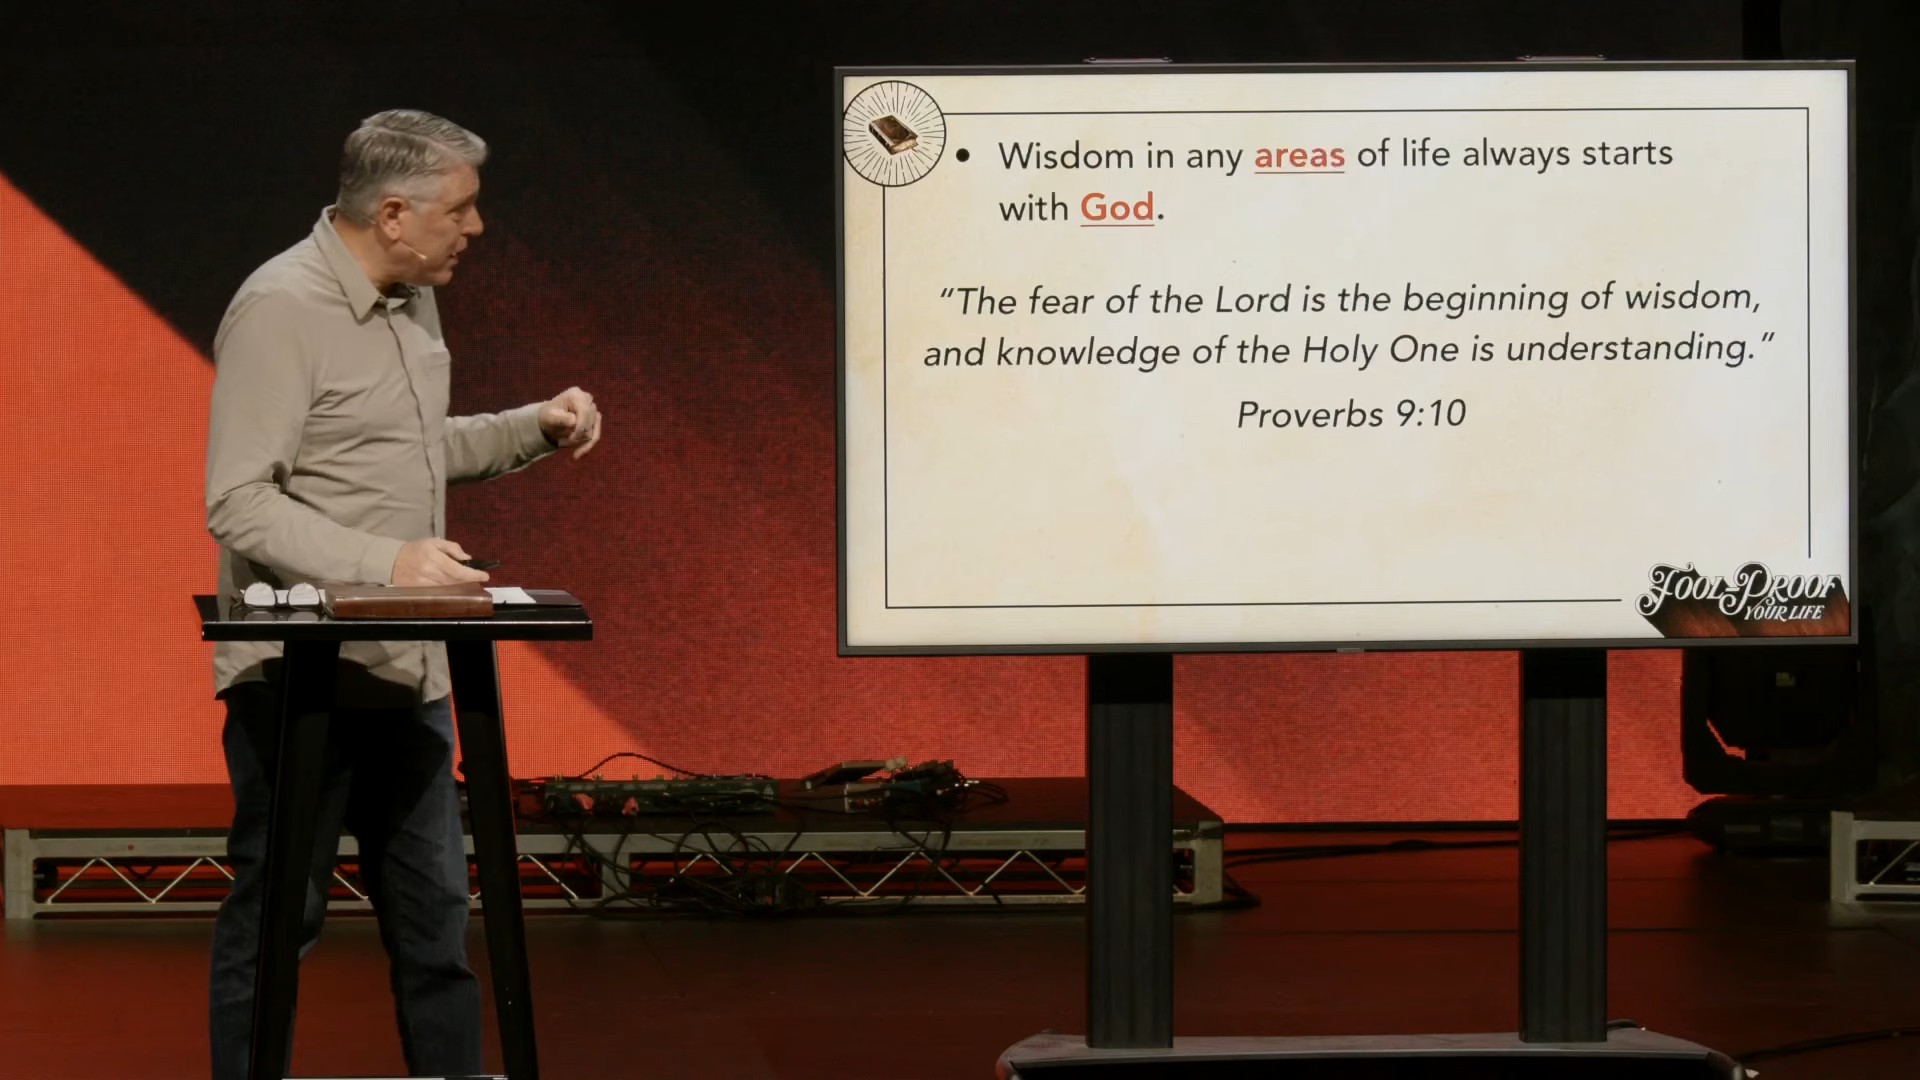 • Wisdom in any areas of life always starts
with God.
“The fear of the Lord is the beginning of wisdom,
and knowledge of the Holy One is understanding.”
Proverbs 9:10
FOOL-PROOF
YOUR LIFE